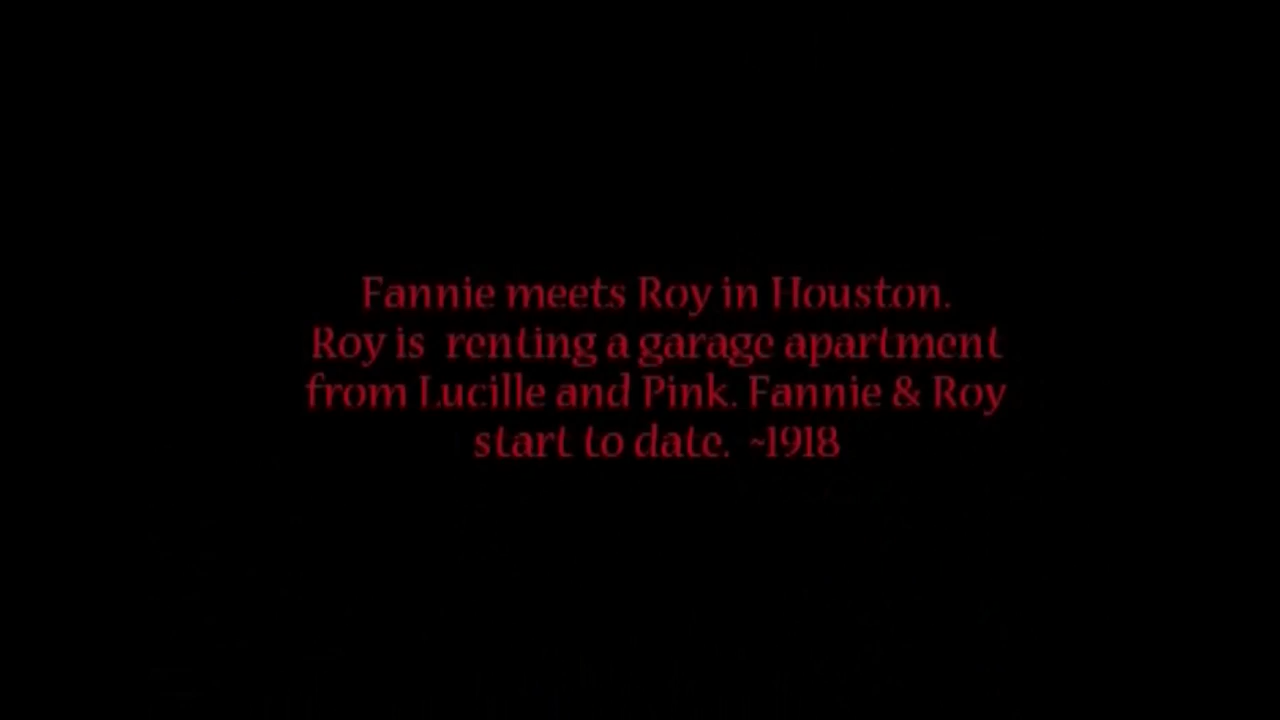 Fannie meets Roy in Houston.
Roy is  renting a garage apartment
from Lucille and Pink. Fannie & Roy
start to date.  ~1918